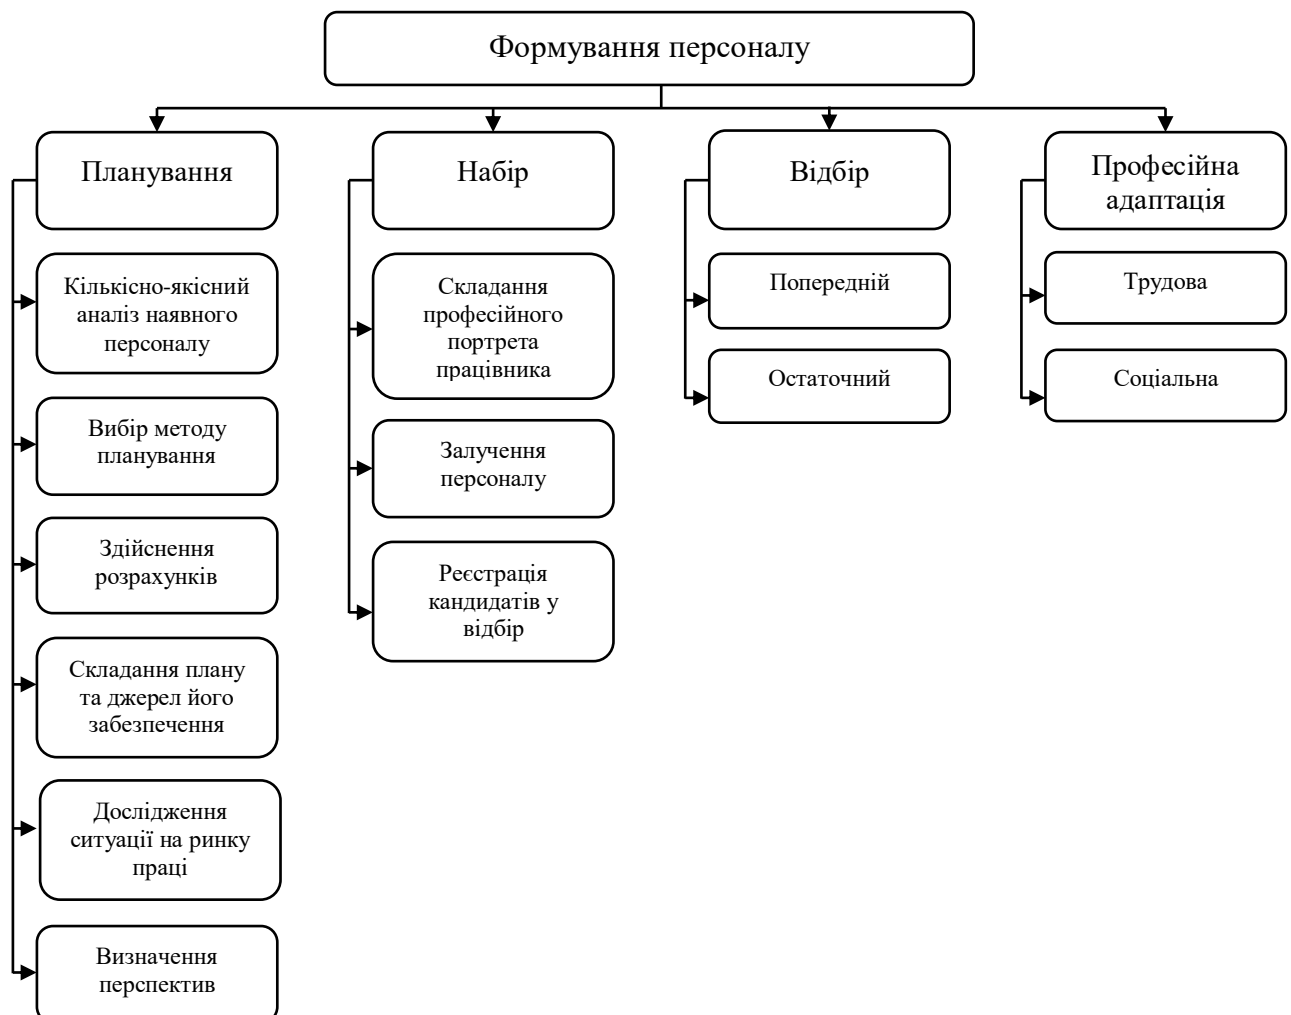 Формування персоналу
Планування
Кількісно-якісний
аналіз наявного
персоналу
Вибір методу
планування
Здійснення
розрахунків
Складання плану
та джерел його
забезпечення
Дослідження
ситуації на ринку
праці
Визначення
перспектив
Набір
Складання
професійного
портрета
працівника
Залучення
персоналу
Реєстрація
кандидатів у
відбір
Відбір
Попередній
Остаточний
Професійна
адаптація
Трудова
Соціальна